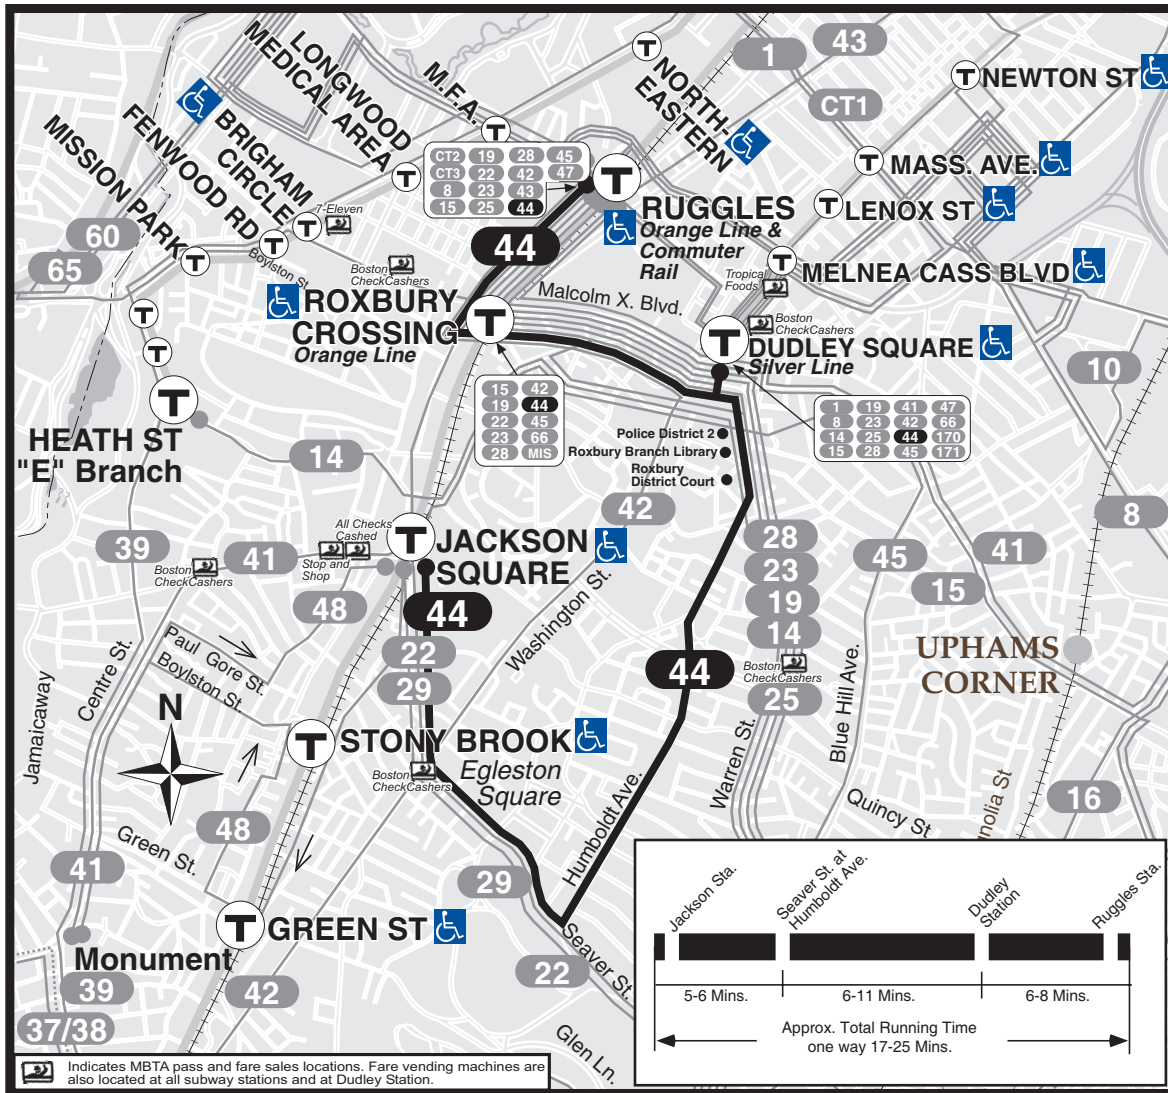 LONGWOOD
MEDICAL AREA
M.F.A.
T
NORTH-
EASTERN
1
43
CT1
T
NEWTON ST
BRIGHAM
CIRCLE
FENWOOD RD
MISSION PARK
T
T
T
T
T
7-Eleven
Boylston St.
60
65
CT2 19 28 45
CT3 22 42 47
8 23 43
15 25 44
T
RUGGLES
Orange Line &
Commuter
Rail
44
T
MASS. AVE.
T
LENOX ST
T
MELNEA CASS BLVD
Tropical
Foods
Boston
CheckCashers
ROXBURY
CROSSING
Orange Line
T
Malcolm X. Blvd.
Boston
CheckCashers
T
DUDLEY SQUARE
Silver Line
10
T
T
T
HEATH ST
"E" Branch
14
15 42
19 44
22 45
23 66
28 MIS
1 19 41 47
8 23 42 66
14 25 44 170
15 28 45 171
Police District 2
Roxbury Branch Library
Roxbury
District Court
42
8
39
41
All Checks
Cashed
Stop and
Shop
Boston
CheckCashers
T
JACKSON
SQUARE
44
48
28
23
19
14
Boston
CheckCashers
25
45
41
15
UPHAMS
CORNER
Paul Gore St.
Boylston St.
Centre St.
Jamaicaway
22
29
Washington St.
44
N
T
STONY BROOK
Egleston
Square
Boston
CheckCashers
Humboldt Ave.
Warren St.
Blue Hill Ave.
Quincy St
nolia St
16
48
Green St.
41
29
T
GREEN ST
Monument
39
37/38
42
22
Seaver St.
Glen Ln.
Jackson Sta.
Seaver St. at
Humboldt Ave.
Dudley
Station
Ruggles Sta.
5-6 Mins.
6-11 Mins.
6-8 Mins.
Approx. Total Running Time
one way 17-25 Mins.
Indicates MBTA pass and fare sales locations. Fare vending machines are
also located at all subway stations and at Dudley Station.